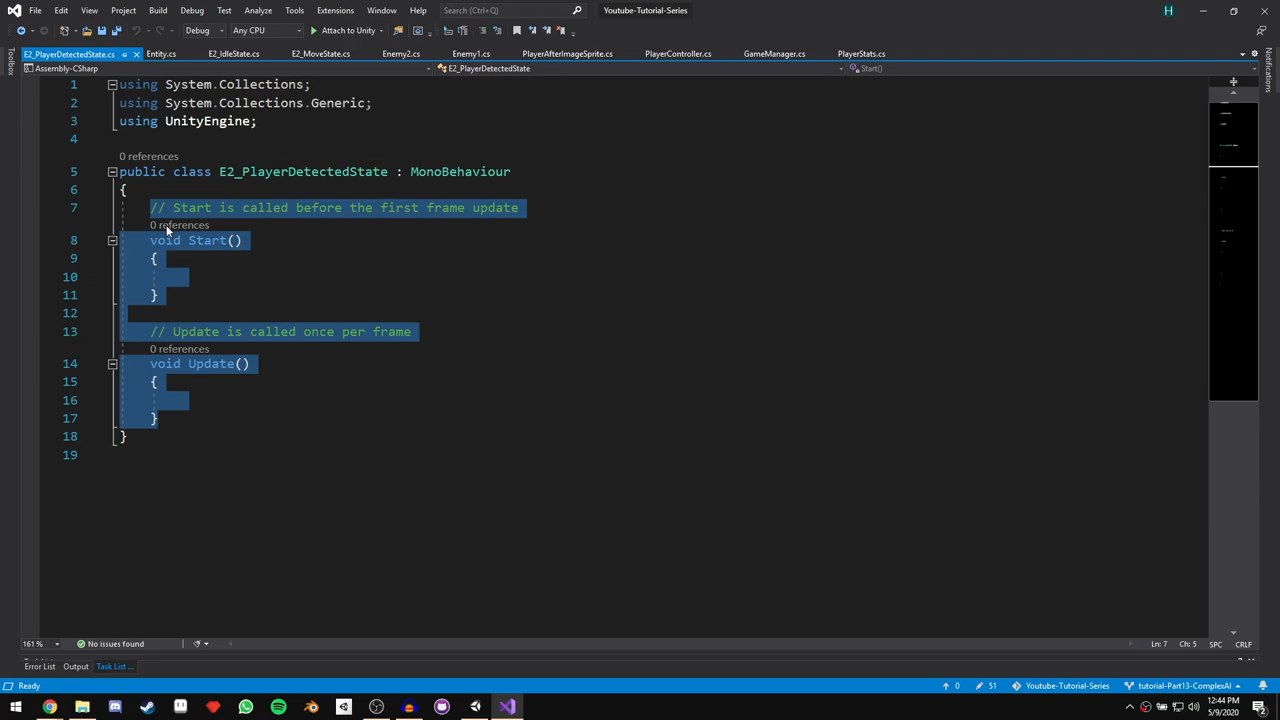 File Edit View Project Build Debug Test Analyze Tools Extensions Window Help Search (Ctrl+Q) Youtube-Tutorial-Series H
Debug Any CPU Attach to Unity
E2_PlayerDetectedState.cs Entity.cs E2_IdleState.cs E2_MoveState.cs Enemy2.cs Enemy1.cs PlayerAfterImageSprite.cs PlayerController.cs GameManager.cs PlayerStats.cs
Assembly-CSharp E2_PlayerDetectedState Start()
Toolbox
Notifications
1 using System.Collections;
2 using System.Collections.Generic;
3 using UnityEngine;
4
0 references
5 public class E2_PlayerDetectedState : MonoBehaviour
6 {
7 // Start is called before the first frame update
0 references
8 void Start()
9 {
10
11 }
12
13 // Update is called once per frame
0 references
14 void Update()
15 {
16
17 }
18 }
19
161 % No issues found Ln: 7 Ch: 5 SPC CRLF
Error List Output Task List ...
Ready 0 51 Youtube-Tutorial-Series tutorial-Part13-ComplexAI
12:44 PM
5/9/2020
2